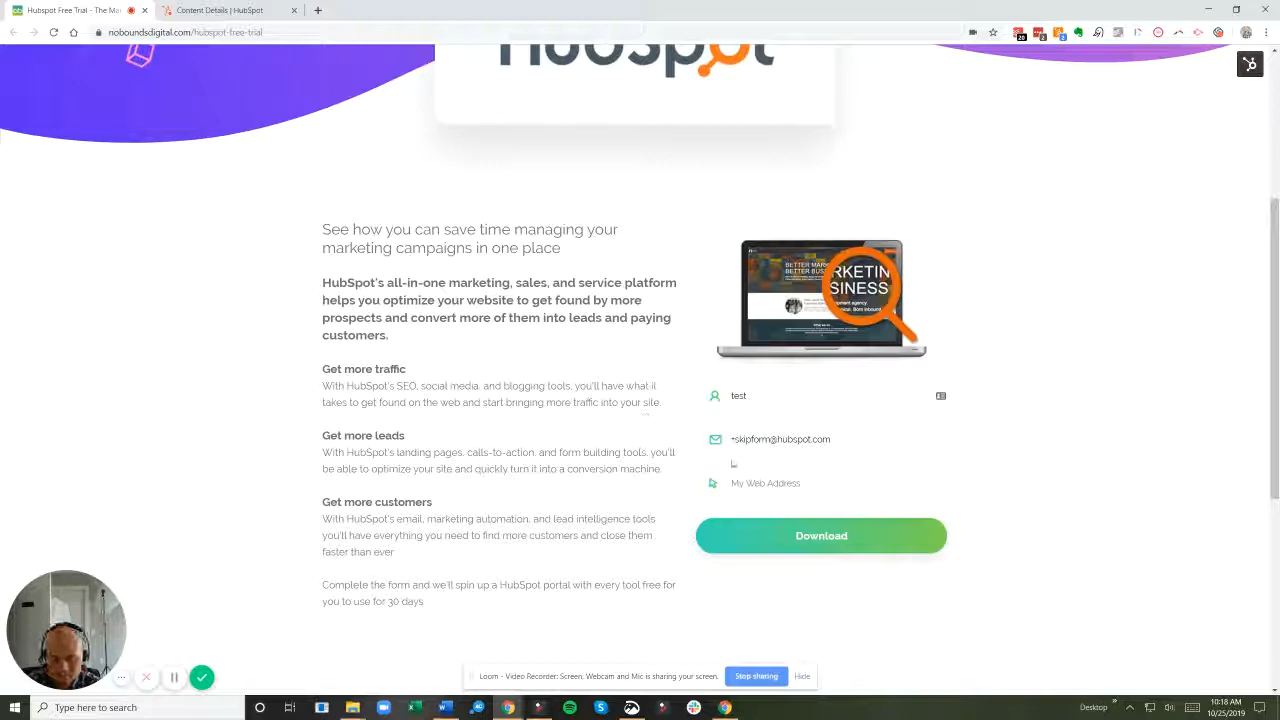 Hubspot Free Trial - The Ma
Content Details | HubSpot
noboundsdigital.com/hubspot-free-trial
HubSpot
See how you can save time managing your
marketing campaigns in one place
HubSpot's all-in-one marketing, sales, and service platform
helps you optimize your website to get found by more
prospects and convert more of them into leads and paying
customers.
Get more traffic
With HubSpot's SEO, social media, and blogging tools, you'll have what it
takes to get found on the web and start bringing more traffic into your site.
Get more leads
With HubSpot's landing pages, calls-to-action, and form building tools, you'll
be able to optimize your site and quickly turn it into a conversion machine.
Get more customers
With HubSpot's email, marketing automation, and lead intelligence tools
you'll have everything you need to find more customers and close them
faster than ever
Complete the form and we'll spin up a HubSpot portal with every tool free for
you to use for 30 days
BETTER MAR
BETTER BUS
RKETIN
SINESS
test
+skipform@hubspot.com
My Web Address
Download
Loom - Video Recorder: Screen, Webcam and Mic is sharing your screen.
Stop sharing
Hide
Type here to search
Desktop
10:18 AM
10/25/2019